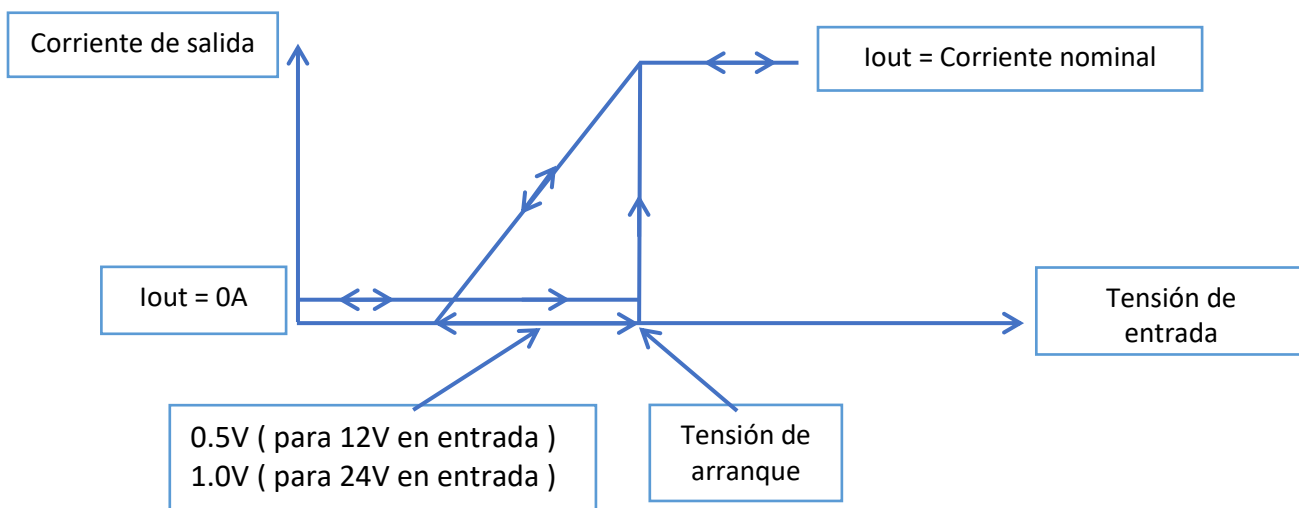 Corriente de salida
Iout = Corriente nominal
Iout = 0A
Tensión de
entrada
0.5V ( para 12V en entrada )
1.0V ( para 24V en entrada )
Tensión de
arranque